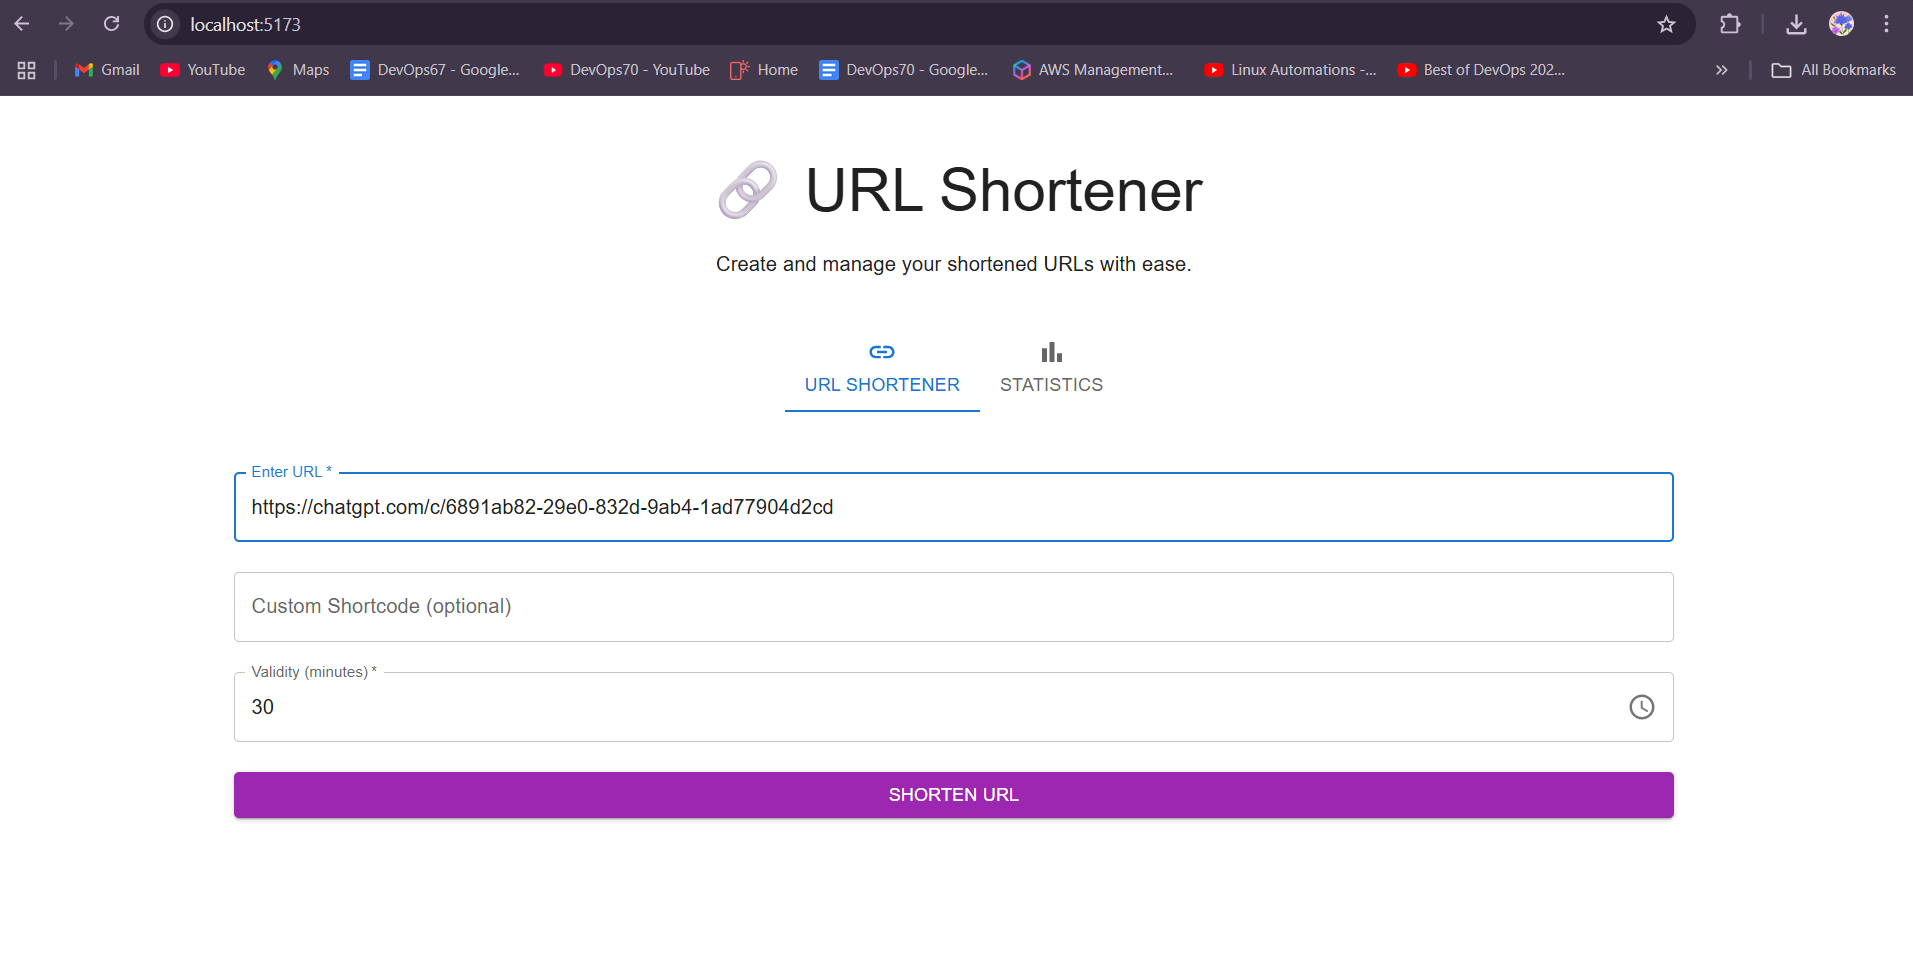 localhost:5173
Gmail YouTube Maps DevOps67 - Google... DevOps70 - YouTube Home DevOps70 - Google... AWS Management... Linux Automations -... Best of DevOps 202... » All Bookmarks
URL Shortener
Create and manage your shortened URLs with ease.
URL SHORTENER STATISTICS
Enter URL *
https://chatgpt.com/c/6891ab82-29e0-832d-9ab4-1ad77904d2cd
Custom Shortcode (optional)
Validity (minutes) *
30
SHORTEN URL